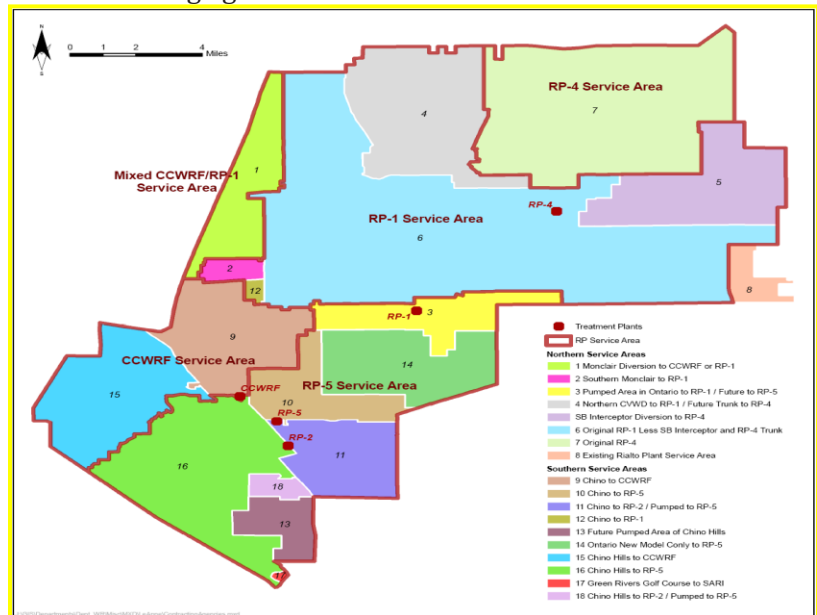 N
S
0 1 2 4
Miles
RP-4 Service Area
4
7
1
Mixed CCWRF/RP-1
Service Area
5
RP-4
RP-1 Service Area
6
2
8
12
RP-1
3
9
CCWRF Service Area
14
15
RP-5 Service Area
CCWRF
10
RP-5
RP-2
11
16
18
13
17
Treatment Plants
RP Service Area
Northern Service Areas
1 Monclair Diversion to CCWRF or RP-1
2 Southern Monclair to RP-1
3 Pumped Area in Ontario to RP-1 / Future to RP-5
4 Northern CVWD to RP-1 / Future Trunk to RP-4
SB Interceptor Diversion to RP-4
6 Original RP-1 Less SB Interceptor and RP-4 Trunk
7 Original RP-4
8 Existing Rialto Plant Service Area
Southern Service Areas
9 Chino to CCWRF
10 Chino to RP-5
11 Chino to RP-2 / Pumped to RP-5
12 Chino to RP-1
13 Future Pumped Area of Chino Hills
14 Ontario New Model Conly to RP-5
15 Chino Hills to CCWRF
16 Chino Hills to RP-5
17 Green Rivers Golf Course to SARI
18 Chino Hills to RP-2 / Pumped to RP-5